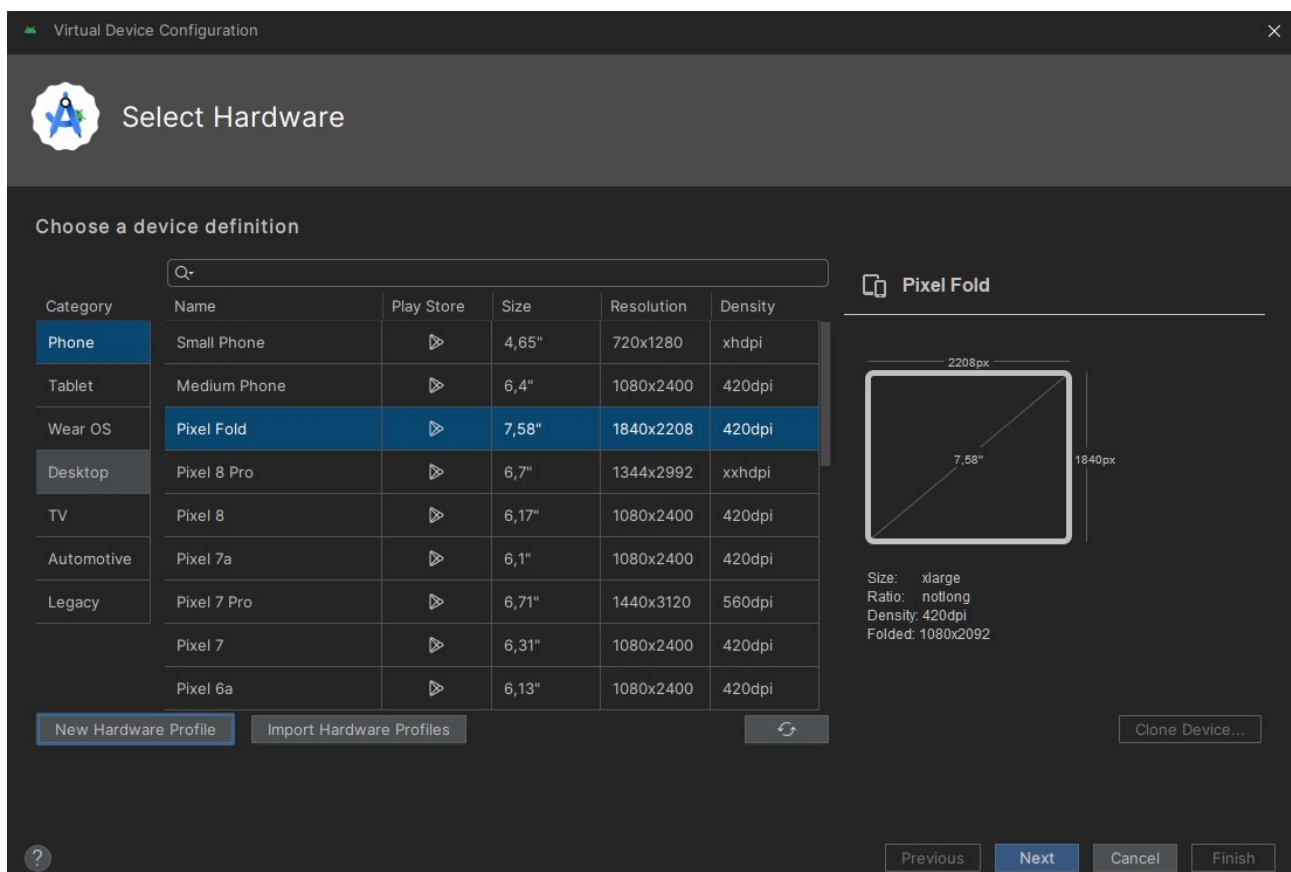 Virtual Device Configuration
Select Hardware
Choose a device definition
Category Name Play Store Size Resolution Density
Phone Small Phone 4,65" 720x1280 xhdpi
Tablet Medium Phone 6,4" 1080x2400 420dpi
Wear OS Pixel Fold 7,58" 1840x2208 420dpi
Desktop Pixel 8 Pro 6,7" 1344x2992 xxhdpi
TV Pixel 8 6,17" 1080x2400 420dpi
Automotive Pixel 7a 6,1" 1080x2400 420dpi
Legacy Pixel 7 Pro 6,71" 1440x3120 560dpi
Pixel 7 6,31" 1080x2400 420dpi
Pixel 6a 6,13" 1080x2400 420dpi
New Hardware Profile Import Hardware Profiles
Pixel Fold
2208px
7,58" 1840px
Size: xlarge
Ratio: notlong
Density: 420dpi
Folded: 1080x2092
Clone Device...
? Previous Next Cancel Finish